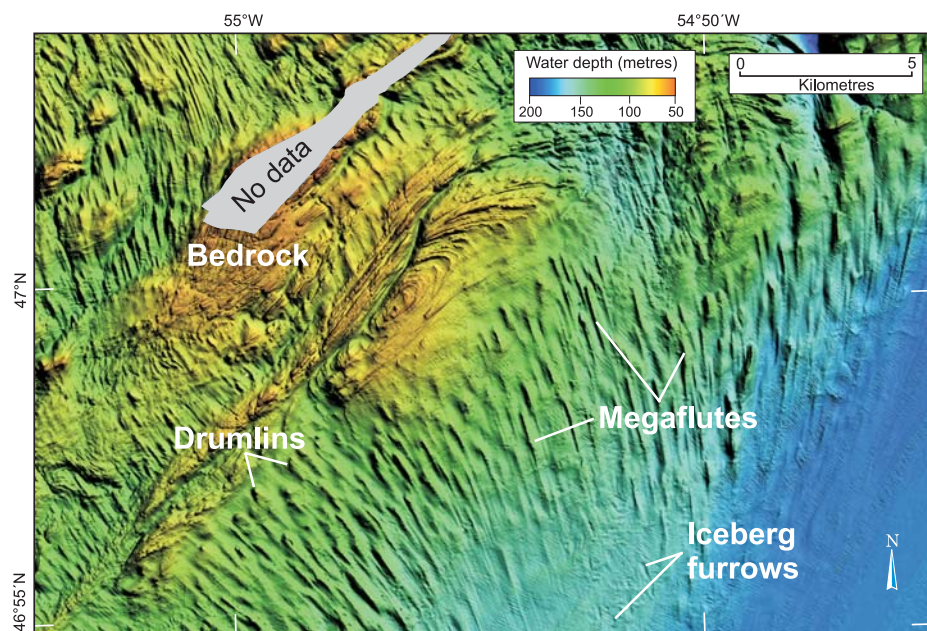 55°W
54°50'W
Water depth (metres)
200 150 100 50
0 5
Kilometres
No data
Bedrock
47°N
Megaflutes
Drumlins
Iceberg
furrows
N
46°55'N